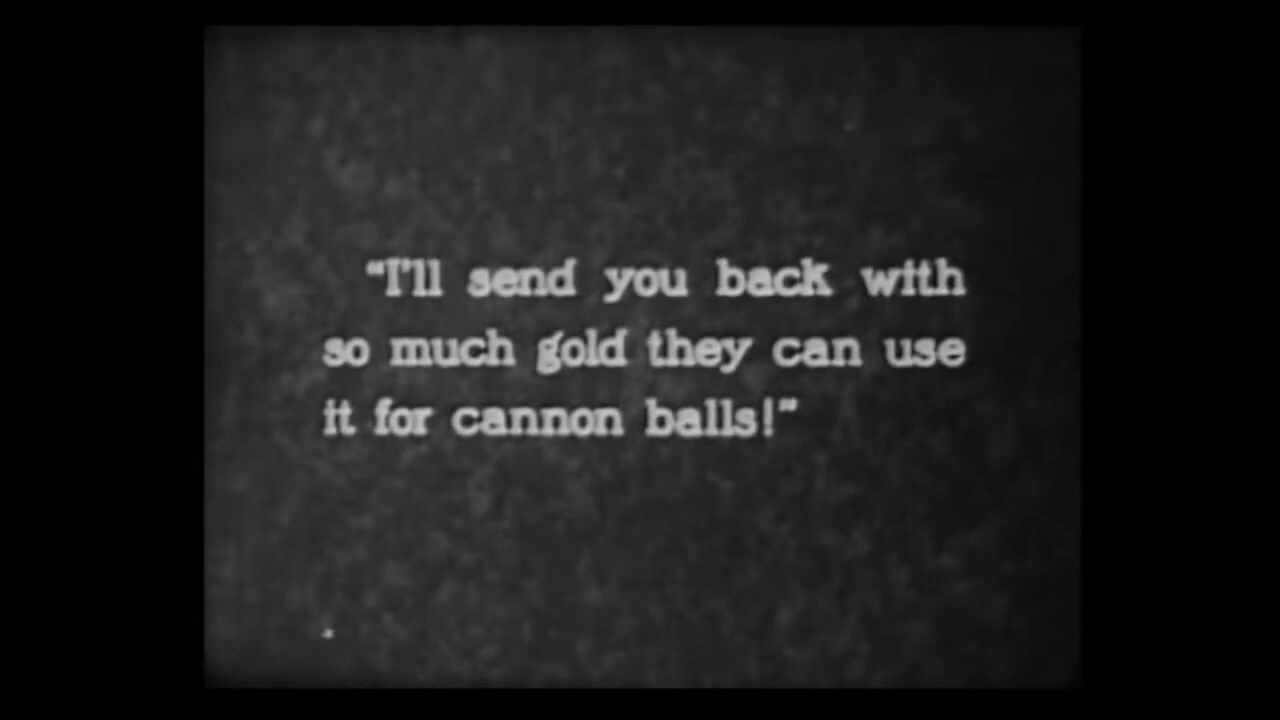 "I'll send you back with
so much gold they can use
it for cannon balls!"